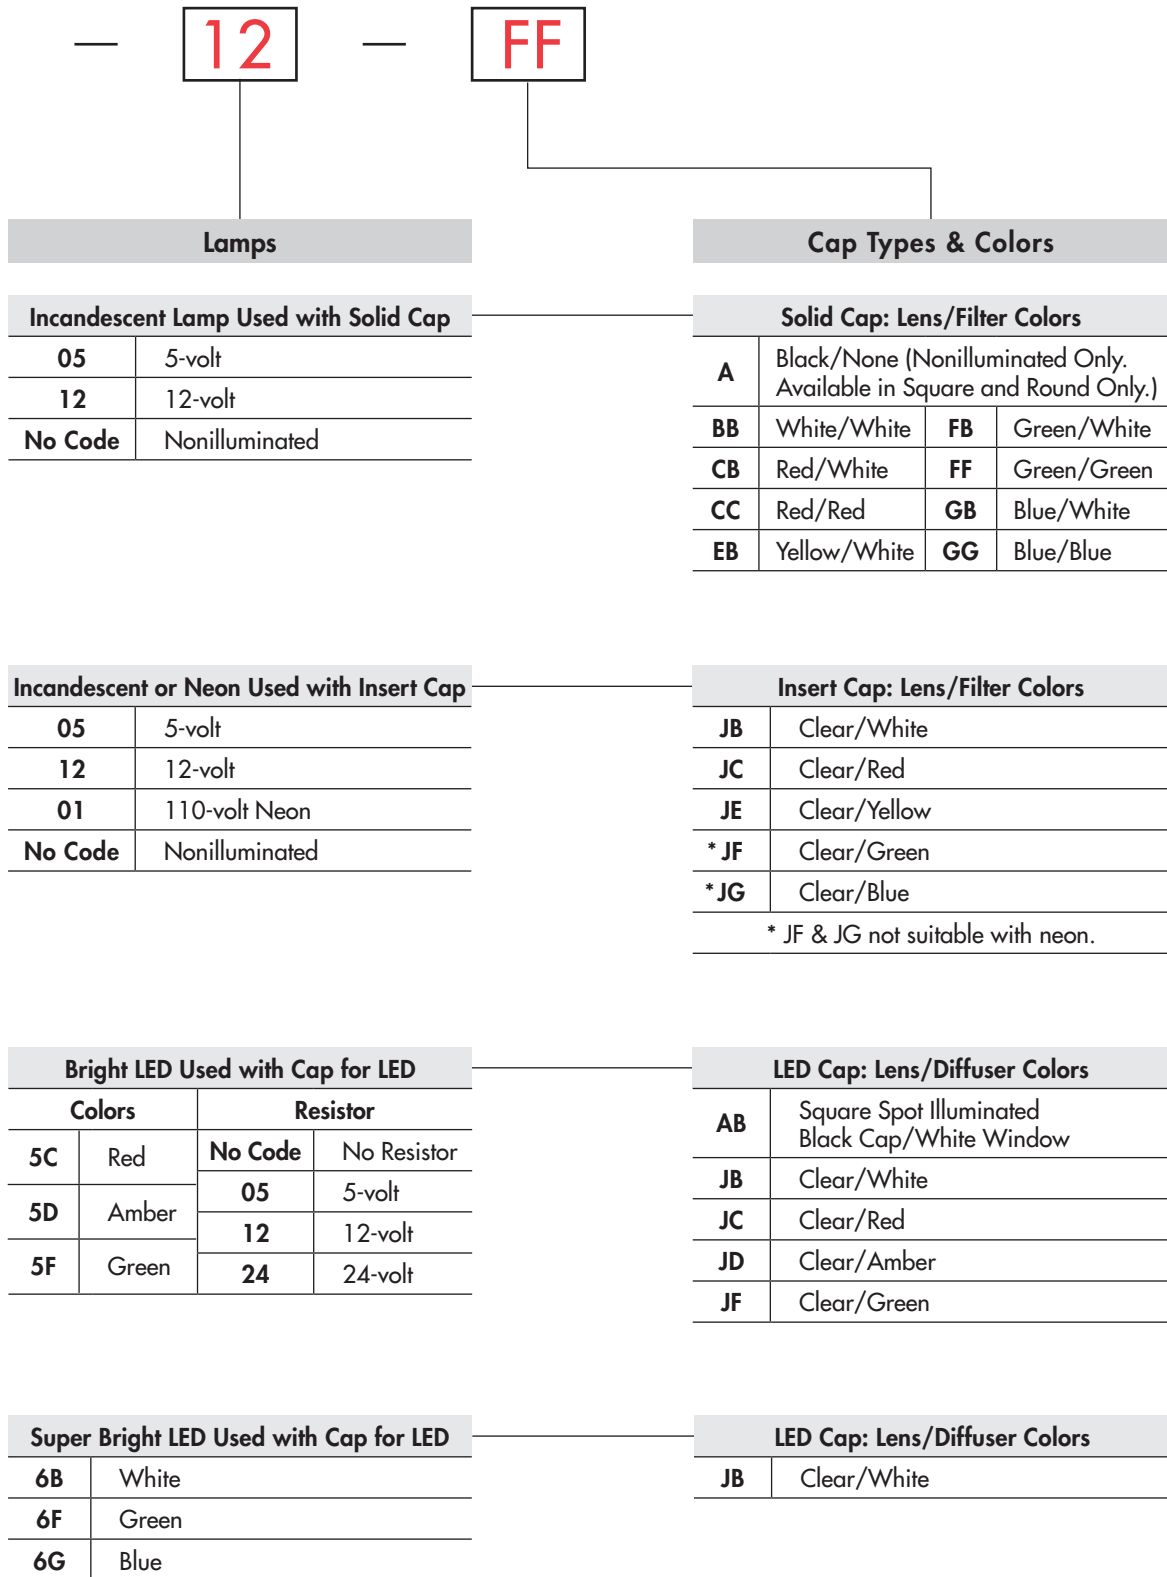 — 12 — FF
Lamps
Incandescent Lamp Used with Solid Cap
05 5-volt
12 12-volt
No Code Nonilluminated
Cap Types & Colors
Solid Cap: Lens/Filter Colors
A Black/None (Nonilluminated Only.
Available in Square and Round Only.)
BB White/White FB Green/White
CB Red/White FF Green/Green
CC Red/Red GB Blue/White
EB Yellow/White GG Blue/Blue
Incandescent or Neon Used with Insert Cap
05 5-volt
12 12-volt
01 110-volt Neon
No Code Nonilluminated
Insert Cap: Lens/Filter Colors
JB Clear/White
JC Clear/Red
JE Clear/Yellow
* JF Clear/Green
* JG Clear/Blue
* JF & JG not suitable with neon.
Bright LED Used with Cap for LED
Colors Resistor
5C Red
5D Amber
5F Green
No Code No Resistor
05 5-volt
12 12-volt
24 24-volt
LED Cap: Lens/Diffuser Colors
AB Square Spot Illuminated
Black Cap/White Window
JB Clear/White
JC Clear/Red
JD Clear/Amber
JF Clear/Green
Super Bright LED Used with Cap for LED
6B White
6F Green
6G Blue
LED Cap: Lens/Diffuser Colors
JB Clear/White